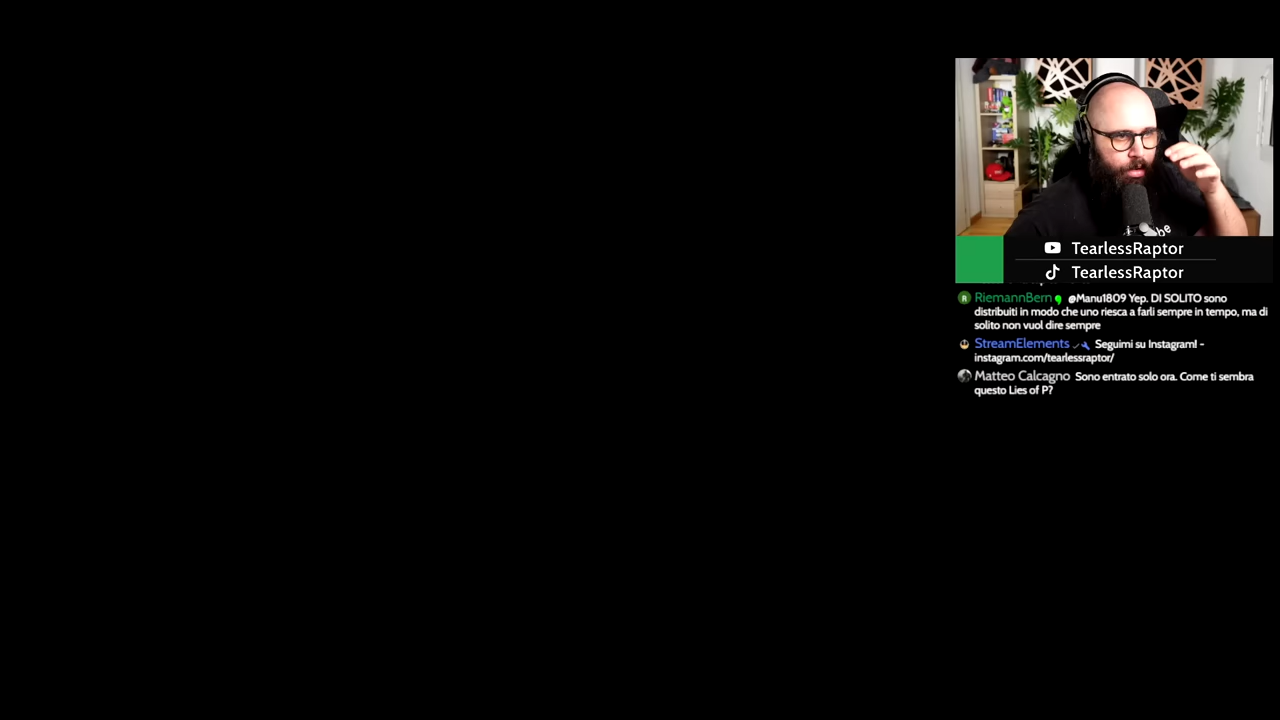 be
TearlessRaptor
TearlessRaptor
RiemannBern @Manu1809 Yep. DI SOLITO sono
distribuiti in modo che uno riesca a farli sempre in tempo, ma di
solito non vuol dire sempre
StreamElements Seguimi su Instagram! -
instagram.com/tearlessraptor/
Matteo Calcagno Sono entrato solo ora. Come ti sembra
questo Lies of P?